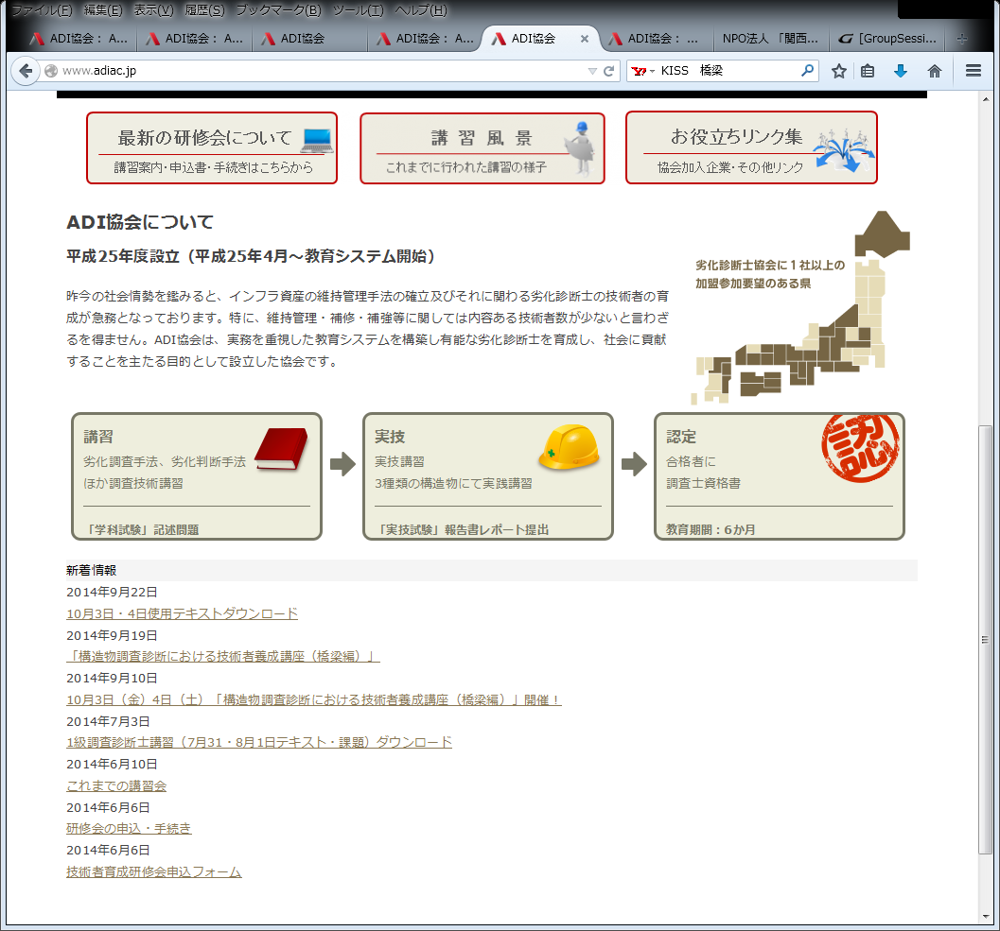 ファイル(F) 編集(E) 表示(V) 履歴(S) ブックマーク(B) ツール(T) ヘルプ(H)
ADI協会： A... ADI協会： A... ADI協会 ADI協会： A... ADI協会 ADI協会： ... NPO法人 「関西... [GroupSessi...
www.adiac.jp KISS 橋梁
最新の研修会について
講習案内・申込書・手続きはこちらから
講習風景
これまでに行われた講習の様子
お役立ちリンク集
協会加入企業・その他リンク
ADI協会について
平成25年度設立（平成25年4月～教育システム開始）
昨今の社会情勢を鑑みると、インフラ資産の維持管理手法の確立及びそれに関わる劣化診断士の技術者の育
成が急務となっております。特に、維持管理・補修・補強等に関しては内容ある技術者数が少ないと言わざ
るを得ません。ADI協会は、実務を重視した教育システムを構築し有能な劣化診断士を育成し、社会に貢献
することを主たる目的として設立した協会です。
劣化診断士協会に１社以上の
加盟参加要望のある県
講習
劣化調査手法、劣化判断手法
ほか調査技術講習
「学科試験」記述問題
実技
実技講習
3種類の構造物にて実践講習
「実技試験」報告書レポート提出
認定
合格者に
調査士資格書
教育期間：６か月
認
新着情報
2014年9月22日
10月3日・4日使用テキストダウンロード
2014年9月19日
「構造物調査診断における技術者養成講座（橋梁編）」
2014年9月10日
10月3日（金）4日（土）「構造物調査診断における技術者養成講座（橋梁編）」開催！
2014年7月3日
1級調査診断士講習（7月31・8月1日テキスト・課題）ダウンロード
2014年6月10日
これまでの講習会
2014年6月6日
研修会の申込・手続き
2014年6月6日
技術者育成研修会申込フォーム